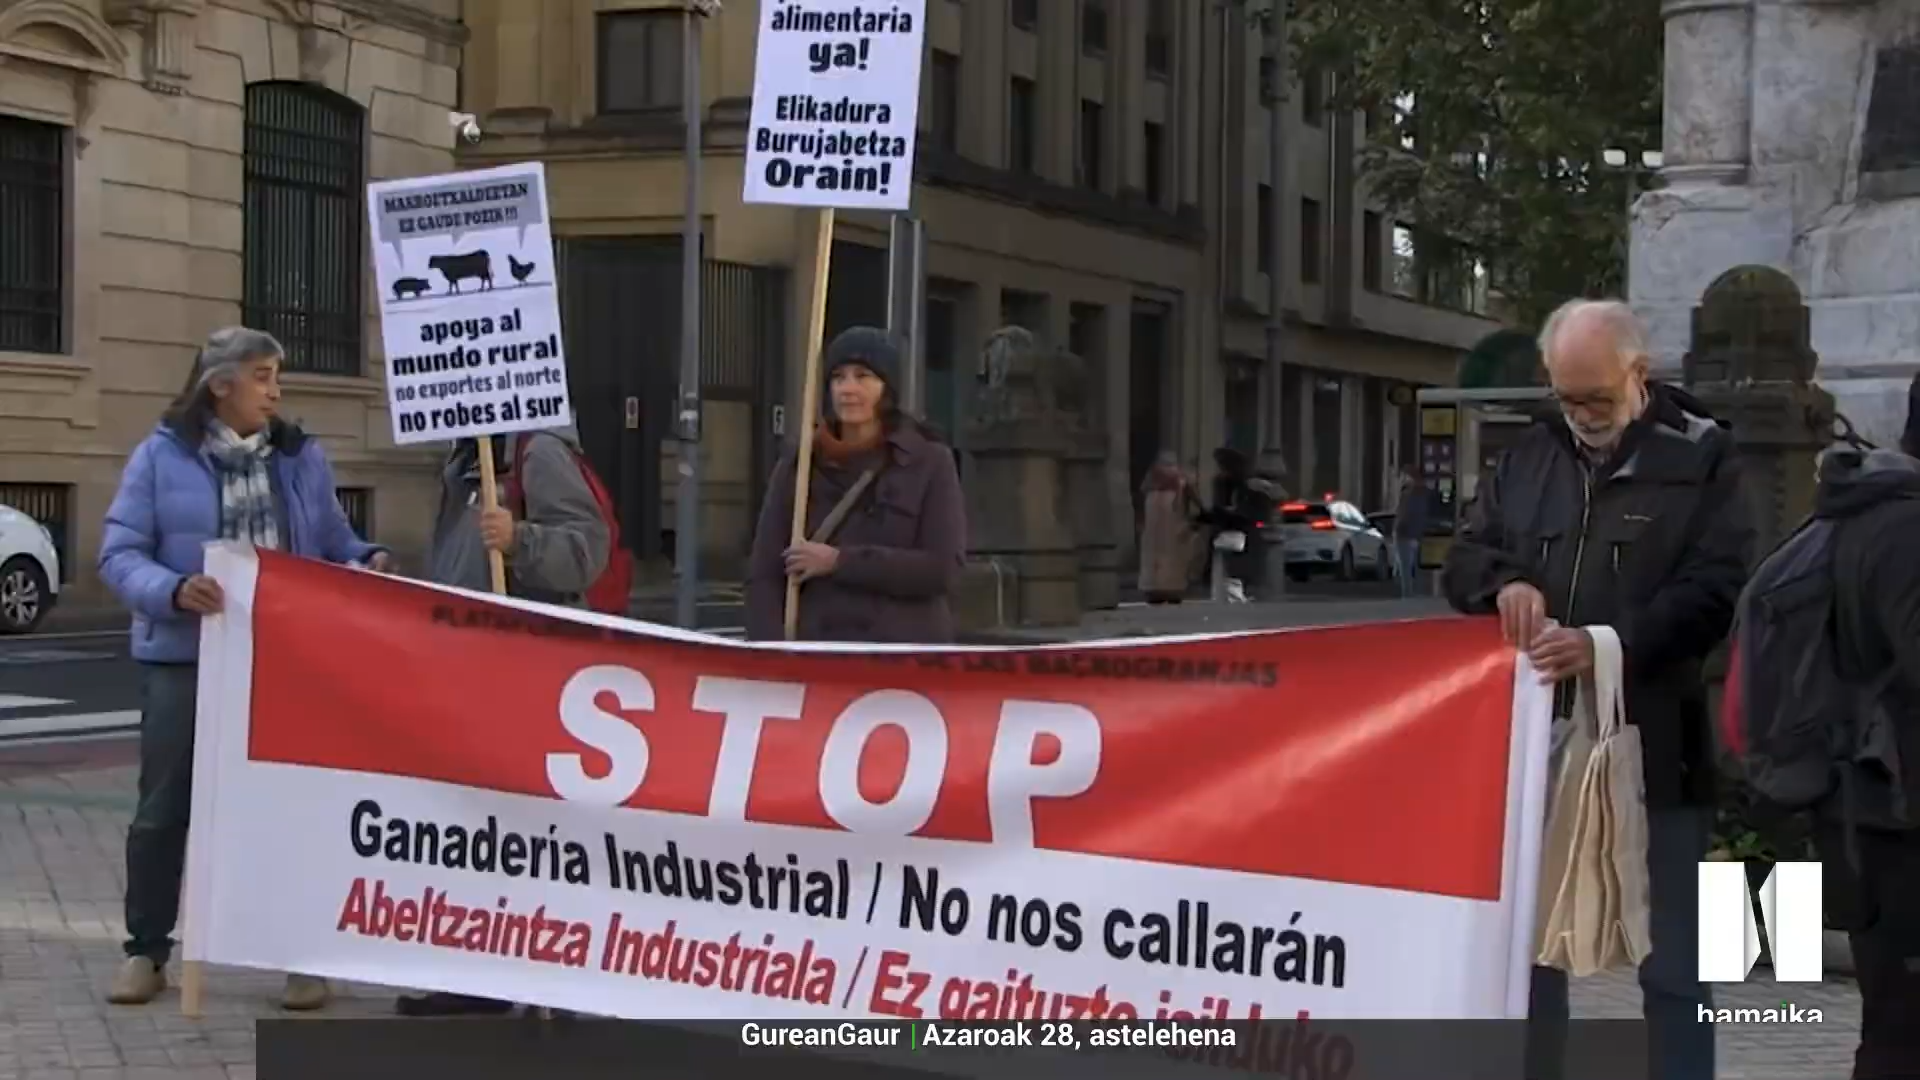 alimentaria
ya!
Elikadura
Burujabetza
Orain!
MAKROETXALDEETAN
EZ GAUDE POZIK !!!
apoya al
mundo rural
no exportes al norte
no robes al sur
DE LAS MACROGRANJAS
STOP
Ganadería Industrial / No nos callarán
Abeltzaintza Industriala / Ez gaituzte isilduko
hamaika
GureanGaur | Azaroak 28, astelehena